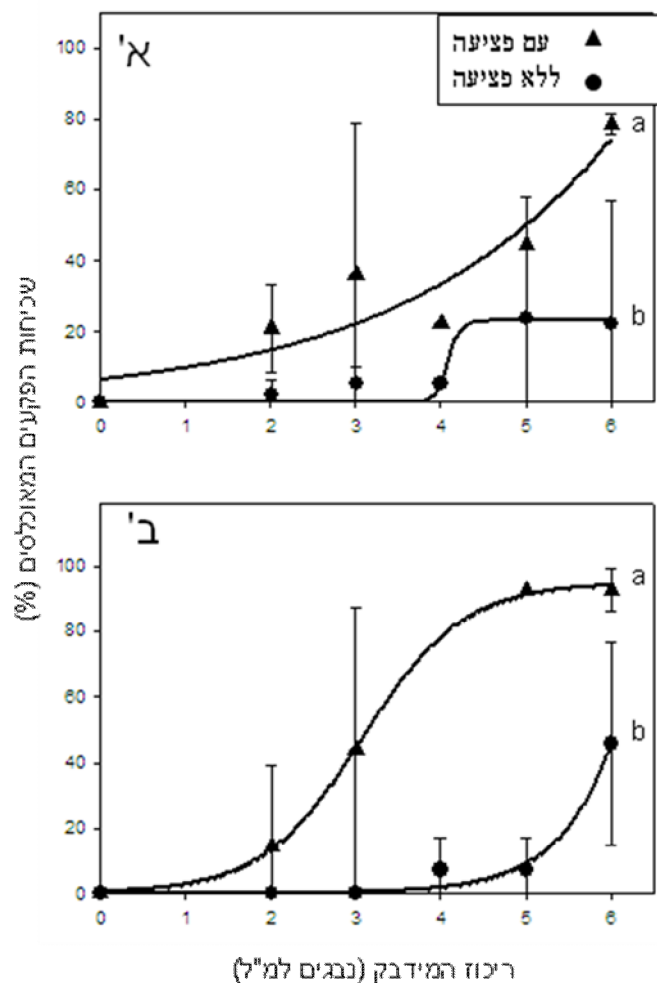 א'
עם פציעה
ללא פציעה
100
80
60
40
20
0
a
b
0 1 2 3 4 5 6
שכיחות הפקעים המאוכלסים (%)
ב'
100
80
60
40
20
0
a
b
0 1 2 3 4 5 6
ריכוז המידבק (נבגים למ"ל)